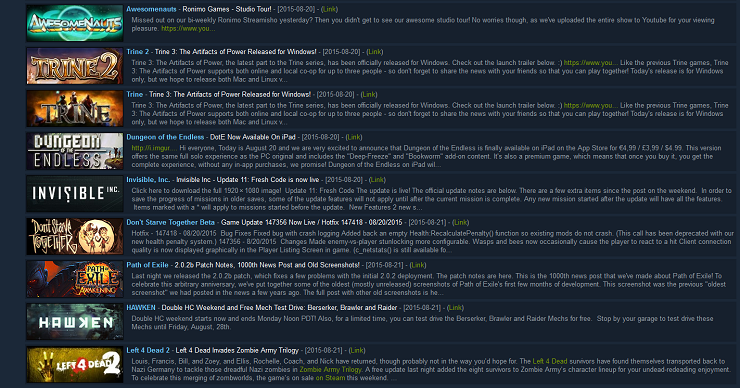 AWESOMENAUTS
Awesomenauts - Ronimo Games - Studio Tour! - [2015-08-20] - (Link)
Missed out on our bi-weekly Ronimo Streamisho yesterday? Then you didn't get to see our awesome studio tour! No worries though, as we've uploaded the entire show to Youtube for your viewing
pleasure. https://www.you...
TRINE 2
Trine 2 - Trine 3: The Artifacts of Power Released for Windows! - [2015-08-20] - (Link)
Trine 3: The Artifacts of Power, the latest part to the Trine series, has been officially released for Windows. Check out the launch trailer below. :) https://www.you... Like the previous Trine games, Trine
3: The Artifacts of Power supports both online and local co-op for up to three people - so don't forget to share the news with your friends so that you can play together! Today's release is for Windows
only, but we hope to release both Mac and Linux v...
TRINE
Trine - Trine 3: The Artifacts of Power Released for Windows! - [2015-08-20] - (Link)
Trine 3: The Artifacts of Power, the latest part to the Trine series, has been officially released for Windows. Check out the launch trailer below. :) https://www.you... Like the previous Trine games, Trine
3: The Artifacts of Power supports both online and local co-op for up to three people - so don't forget to share the news with your friends so that you can play together! Today's release is for Windows
only, but we hope to release both Mac and Linux v...
DUNGEON OF THE ENDLESS
Dungeon of the Endless - DotE Now Available On iPad - [2015-08-20] - (Link)
http://i.imgur.... Hi everyone, Today is August 20 and we are very excited to announce that Dungeon of the Endless is finally available on iPad on the App Store for €4,99 / £3,99 / $4.99. This version
offers the same full solo experience as the PC original and includes the "Deep-Freeze" and "Bookworm" add-on content. It's also a premium game, which means that once you buy it, you get the
complete experience, without any in-app purchases, we promise! Dungeon of the Endless on iPad wil...
INVISIBLE, INC.
Invisible, Inc. - Invisible Inc - Update 11: Fresh Code is now live - [2015-08-20] - (Link)
Click here to download the full 1920 × 1080 image! Update 11: Fresh Code The update is live! The official update notes are below. There are a few extra items since the post on the weekend. In order to
save the progress of missions in older saves, some of the update features will not apply until after the current mission is complete. Any new mission started after the update will have all the features.
Items marked with a * will apply to missions started before the update. New Features 2 new s...
Don't Starve TOGETHER
Don't Starve Together Beta - Game Update 147356 Now Live / Hotfix 147418 - 08/20/2015 - [2015-08-21] - (Link)
Hotfix - 147418 - 08/20/2015 Bug Fixes Fixed bug with crash logging Added back an empty Health:RecalculatePenalty() function so existing mods do not crash. (This call has been deprecated with our
new health penalty system.) 147356 - 8/20/2015 Changes Made enemy-vs-player stunlocking more configurable. Wasps and bees now occasionally cause the player to react to a hit Client connection
quality is now displayed graphically in the Player Listing Screen in game. (c_netstats() is still available fo...
PATH OF EXILE AWAKENING
Path of Exile - 2.0.2b Patch Notes, 1000th News Post and Old Screenshots! - [2015-08-21] - (Link)
Last night we released the 2.0.2b patch, which fixes a few problems with the initial 2.0.2 deployment. The patch notes are here. This is the 1000th news post that we've made about Path of Exile! To
celebrate this arbitrary anniversary, we've put together some of the oldest (mostly unreleased) screenshots of Path of Exile's first few months of development. This screenshot was the previous "oldest
screenshot" we had posted in the news a few years ago. The full post with other old screenshots is he...
HAWKEN
HAWKEN - Double HC Weekend and Free Mech Test Drive: Berserker, Brawler and Raider - [2015-08-21] - (Link)
Double HC weekend starts now and ends Monday Noon PDT! Also, for a limited time, you can test drive the Berserker, Brawler and Raider Mechs for free. Stop by your garage to test drive these
Mechs until Friday, August, 28th.
LEFT 4 DEAD 2
Left 4 Dead 2 - Left 4 Dead Invades Zombie Army Trilogy - [2015-08-21] - (Link)
Louis, Francis, Bill, and Zoey, and Ellis, Rochelle, Coach, and Nick have returned, though probably not in the way you'd hope for. The Left 4 Dead survivors have found themselves transported back to
Nazi Germany to tackle those dreadful Nazi zombies in Zombie Army Trilogy. A free update last night added the eight survivors to Zombie Army's character lineup for your undead-redeading enjoyment.
To celebrate this merging of zombworlds, the game's on sale on Steam this weekend. ...